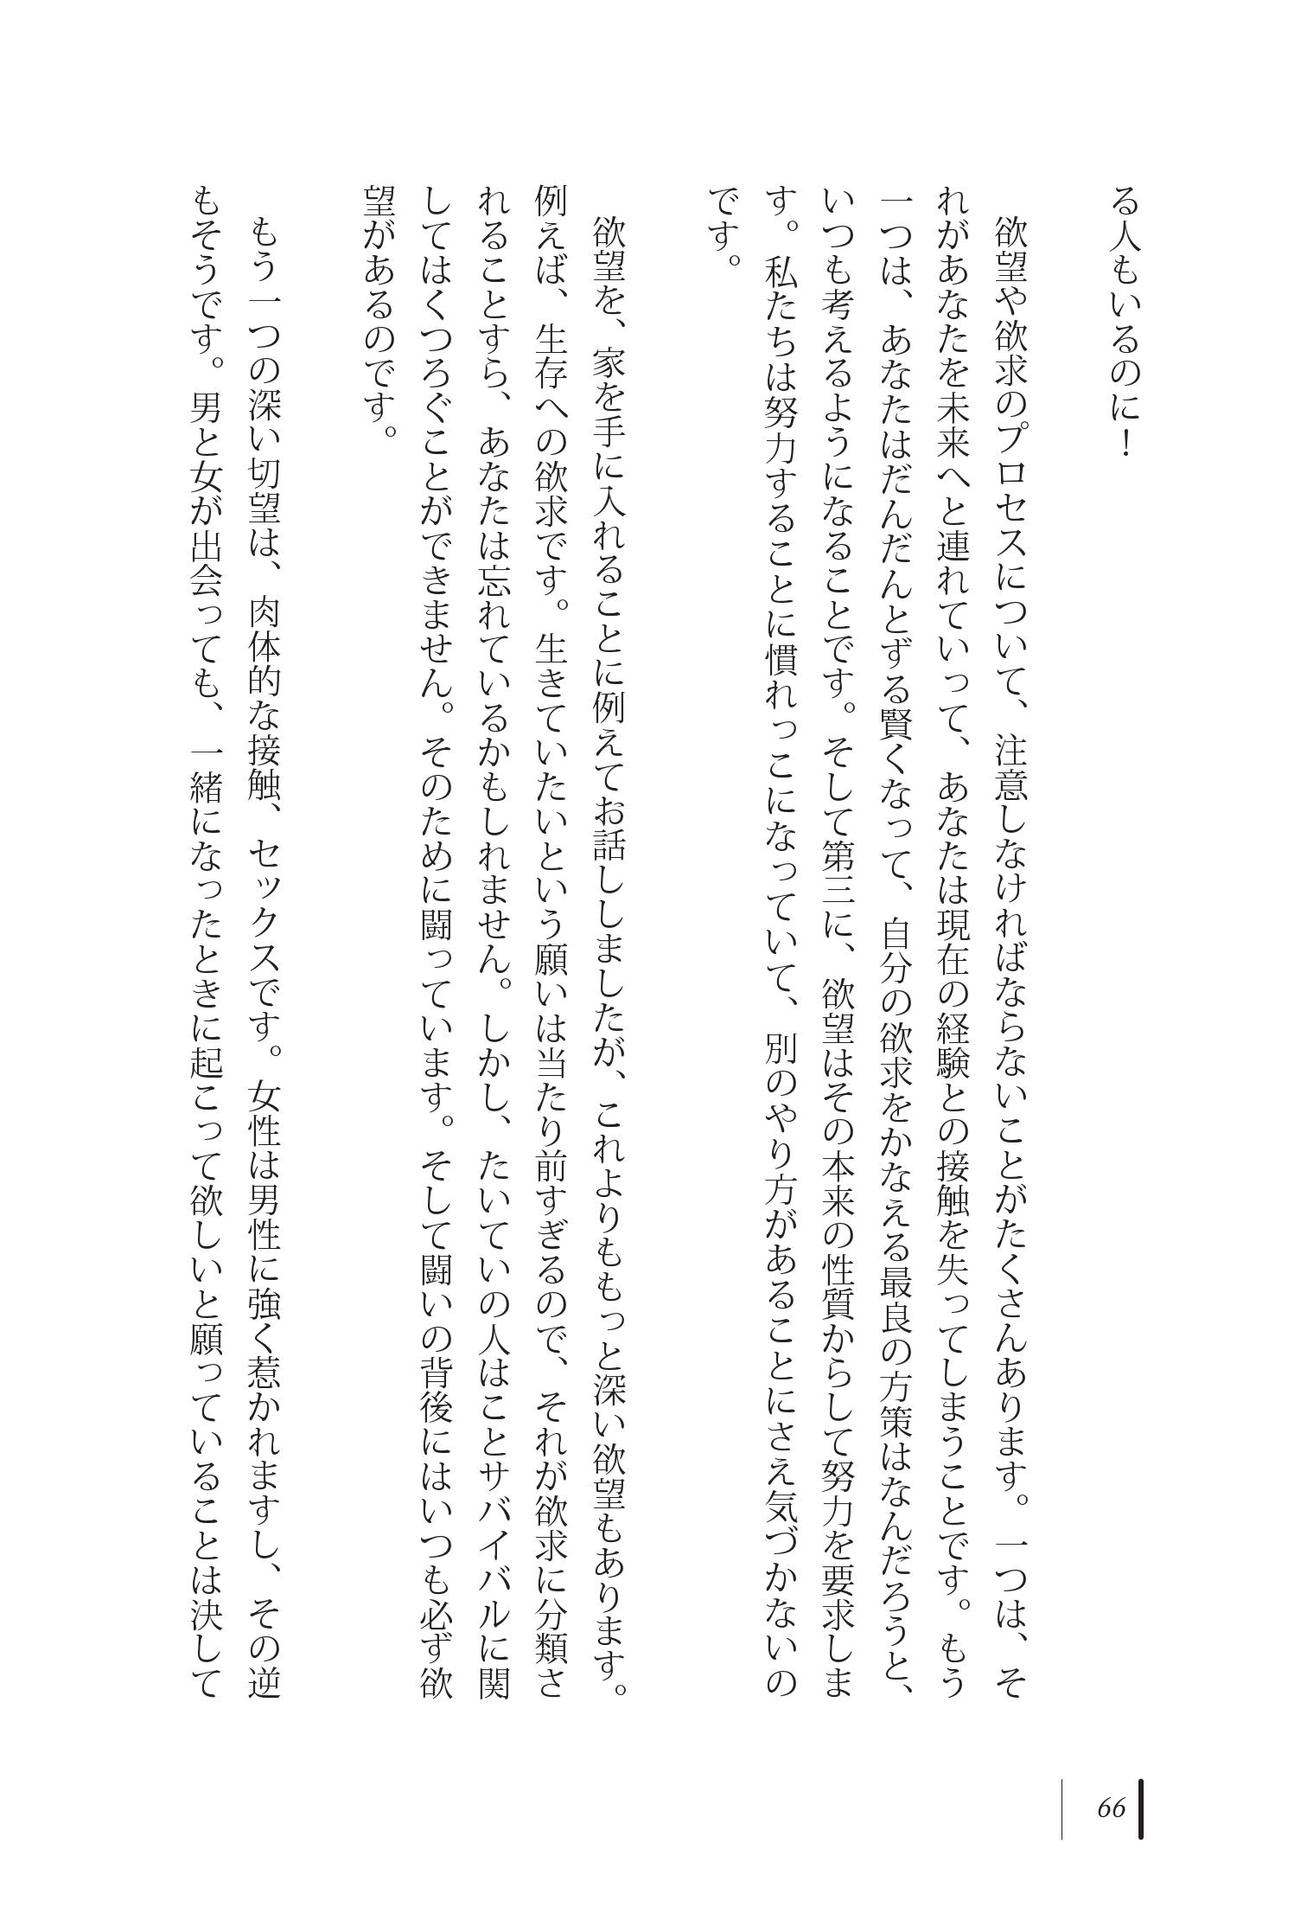 る人もいるのに！
欲望や欲求のプロセスについて、注意しなければならないことがたくさんあります。一つは、そ
れがあなたを未来へと連れていって、あなたは現在の経験との接触を失ってしまうことです。もう
一つは、あなたはだんだんとずる賢くなって、自分の欲求をかなえる最良の方策はなんだろうと、
いつも考えるようになることです。そして第三に、欲望はその本来の性質からして努力を要求しま
す。私たちは努力することに慣れっこになっていて、別のやり方があることにさえ気づかないの
です。
欲望を、家を手に入れることに例えてお話ししましたが、これよりももっと深い欲望もあります。
例えば、生存への欲求です。生きていたいという願いは当たり前すぎるので、それが欲求に分類さ
れることすら、あなたは忘れているかもしれません。しかし、たいていの人はことサバイバルに関
してはくつろぐことができません。そのために闘っています。そして闘いの背後にはいつも必ず欲
望があるのです。
もう一つの深い切望は、肉体的な接触、セックスです。女性は男性に強く惹かれますし、その逆
もそうです。男と女が出会っても、一緒になったときに起こって欲しいと願っていることは決して
66